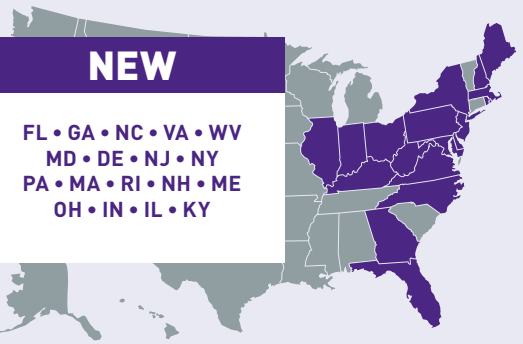 NEW
FL • GA • NC • VA • WV
MD • DE • NJ • NY
PA • MA • RI • NH • ME
OH • IN • IL • KY